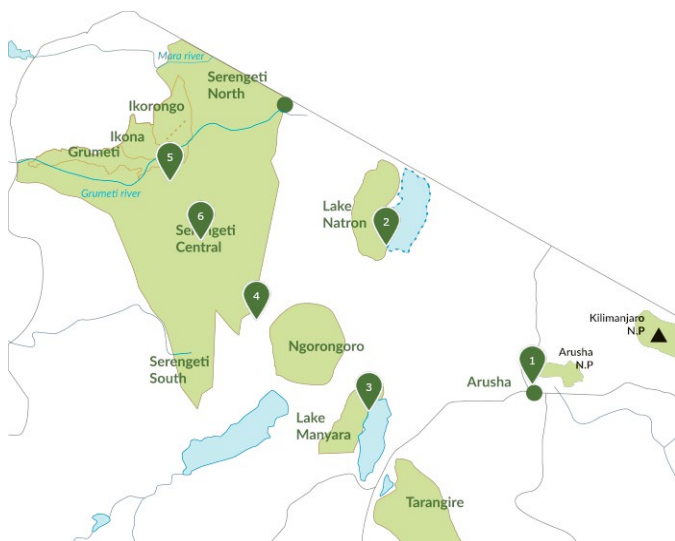 Mara river
Serengeti
North
Ikorongo
Ikona
Grumeti
5
Grumeti river
6
Serengeti
Central
Lake
Natron
2
4
Kilimanjaro
N.P
Ngorongoro
1
Arusha
N.P
Serengeti
South
3
Arusha
Lake
Manyara
Tarangire